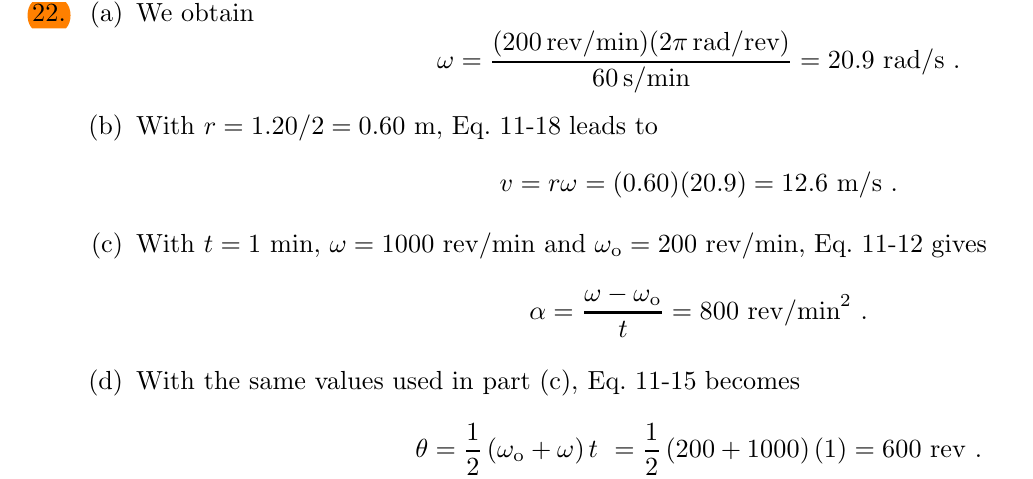 22. (a) We obtain
ω = (200 rev/min)(2π rad/rev) / 60 s/min = 20.9 rad/s .
(b) With r = 1.20/2 = 0.60 m, Eq. 11-18 leads to
v = rω = (0.60)(20.9) = 12.6 m/s .
(c) With t = 1 min, ω = 1000 rev/min and ωₒ = 200 rev/min, Eq. 11-12 gives
α = ω − ωₒ / t = 800 rev/min² .
(d) With the same values used in part (c), Eq. 11-15 becomes
θ = 1/2 (ωₒ + ω) t = 1/2 (200 + 1000) (1) = 600 rev .